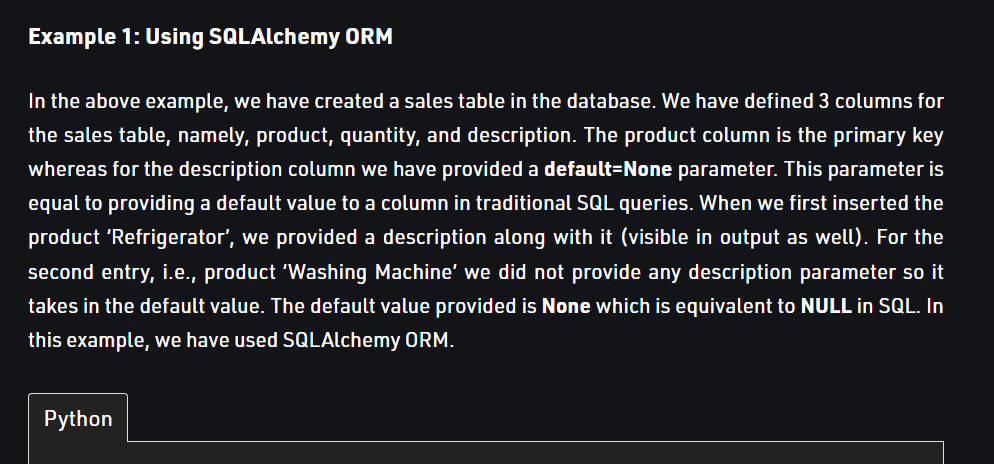 Example 1: Using SQLAlchemy ORM
In the above example, we have created a sales table in the database. We have defined 3 columns for
the sales table, namely, product, quantity, and description. The product column is the primary key
whereas for the description column we have provided a default=None parameter. This parameter is
equal to providing a default value to a column in traditional SQL queries. When we first inserted the
product ‘Refrigerator’, we provided a description along with it (visible in output as well). For the
second entry, i.e., product ‘Washing Machine’ we did not provide any description parameter so it
takes in the default value. The default value provided is None which is equivalent to NULL in SQL. In
this example, we have used SQLAlchemy ORM.
Python